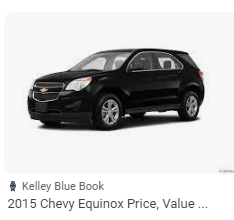 Kelley Blue Book
2015 Chevy Equinox Price, Value ...